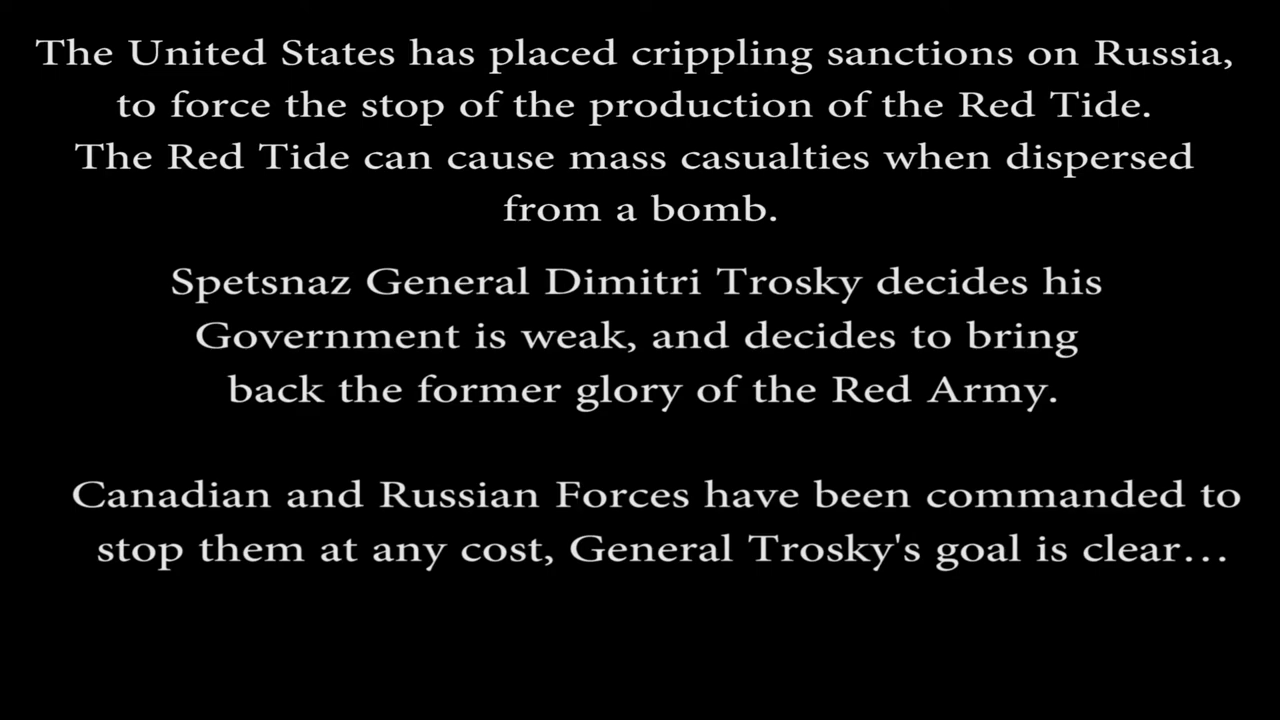 The United States has placed crippling sanctions on Russia,
to force the stop of the production of the Red Tide.
The Red Tide can cause mass casualties when dispersed
from a bomb.
Spetsnaz General Dimitri Trosky decides his
Government is weak, and decides to bring
back the former glory of the Red Army.
Canadian and Russian Forces have been commanded to
stop them at any cost, General Trosky's goal is clear...